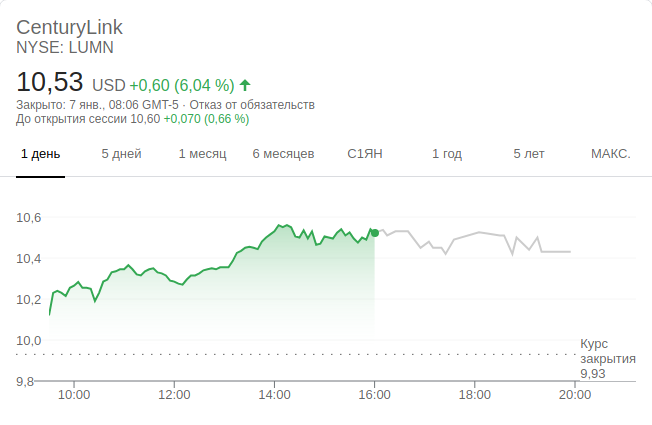 CenturyLink
NYSE: LUMN
10,53 USD +0,60 (6,04 %)
Закрыто: 7 янв., 08:06 GMT-5 · Отказ от обязательств
До открытия сессии 10,60 +0,070 (0,66 %)
1 день 5 дней 1 месяц 6 месяцев С1ЯН 1 год 5 лет МАКС.
10,6
10,4
10,2
10,0
Курс
закрытия
9,93
9,8
10:00 12:00 14:00 16:00 18:00 20:00